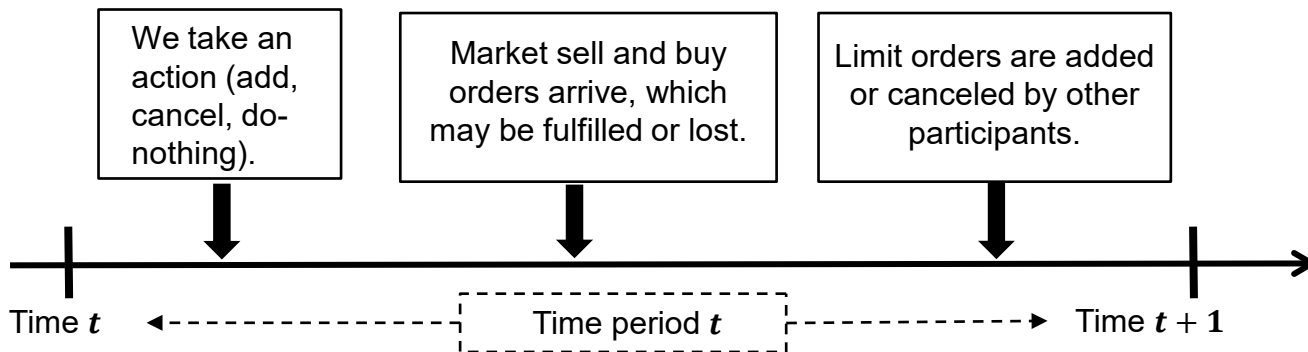 We take an
action (add,
cancel, do-
nothing).
Market sell and buy
orders arrive, which
may be fulfilled or lost.
Limit orders are added
or canceled by other
participants.
Time t
Time period t
Time t + 1